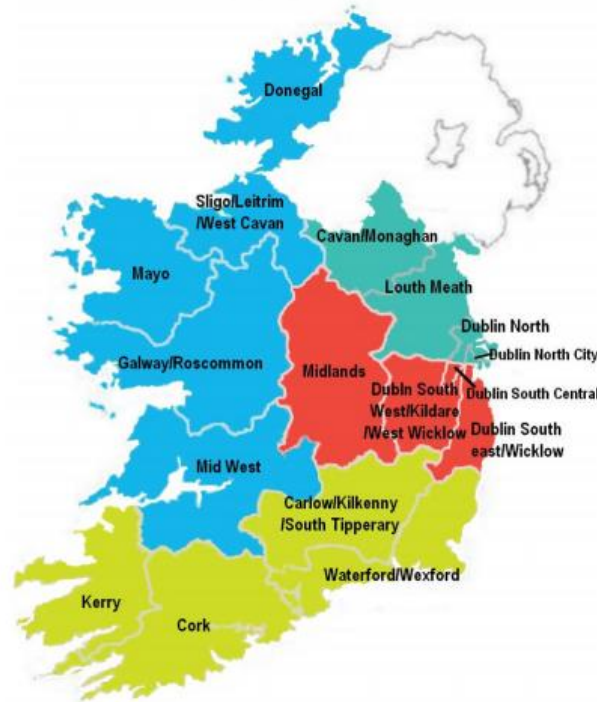 Donegal
Sligo/Leitrim
/West Cavan
Cavan/Monaghan
Mayo
Louth Meath
Dublin North
Dublin North City
Galway/Roscommon
Midlands
Dubln South
West/Kildare
/West Wicklow
Dublin South Central
Dublin South
east/Wicklow
Mid West
Carlow/Kilkenny
/South Tipperary
Waterford/Wexford
Kerry
Cork